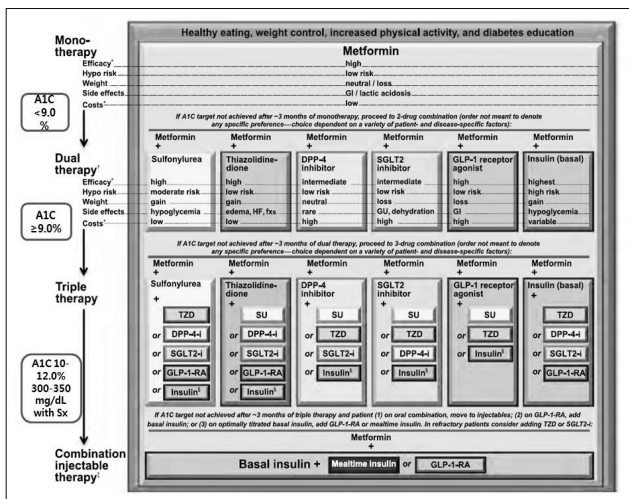 Healthy eating, weight control, increased physical activity, and diabetes education
Mono-
therapy
Metformin
Efficacy* high
Hypo risk low risk
Weight neutral / loss
Side effects GI / lactic acidosis
Costs* low
A1C
<9.0
%
If A1C target not achieved after ~3 months of monotherapy, proceed to 2-drug combination (order not meant to denote
any specific preference—choice dependent on a variety of patient- and disease-specific factors):
Metformin Metformin Metformin Metformin Metformin Metformin
+ + + + + +
Dual
therapy†
Sulfonylurea Thiazolidine- DPP-4 SGLT2 GLP-1 receptor Insulin (basal)
dione inhibitor inhibitor agonist
Efficacy* high high intermediate intermediate high highest
Hypo risk moderate risk low risk low risk low risk low risk high risk
Weight gain gain neutral loss loss gain
Side effects hypoglycemia edema, HF, fxs rare GU, dehydration GI hypoglycemia
Costs* low low high high high variable
A1C
≥9.0%
If A1C target not achieved after ~3 months of dual therapy, proceed to 3-drug combination (order not meant to denote
any specific preference—choice dependent on a variety of patient- and disease-specific factors):
Metformin Metformin Metformin Metformin Metformin Metformin
+ + + + + +
Triple
therapy
Sulfonylurea Thiazolidine- DPP-4 SGLT2 GLP-1 receptor Insulin (basal)
dione inhibitor inhibitor agonist
+ + + + + +
TZD SU SU SU SU TZD
or DPP-4-i or DPP-4-i or TZD or TZD or TZD or DPP-4-i
or SGLT2-i or SGLT2-i or SGLT2-i or DPP-4-i or Insulin§ or SGLT2-i
or GLP-1-RA or GLP-1-RA or Insulin§ or Insulin§ or GLP-1-RA
or Insulin§ or Insulin§
A1C 10-
12.0%
300-350
mg/dL
with Sx
If A1C target not achieved after ~3 months of triple therapy and patient (1) on oral combination, move to injectables; (2) on GLP-1-RA, add
basal insulin; or (3) on optimally titrated basal insulin, add GLP-1-RA or mealtime insulin. In refractory patients consider adding TZD or SGLT2-i:
Metformin
+
Combination
injectable
therapy‡
Basal insulin + Mealtime Insulin or GLP-1-RA